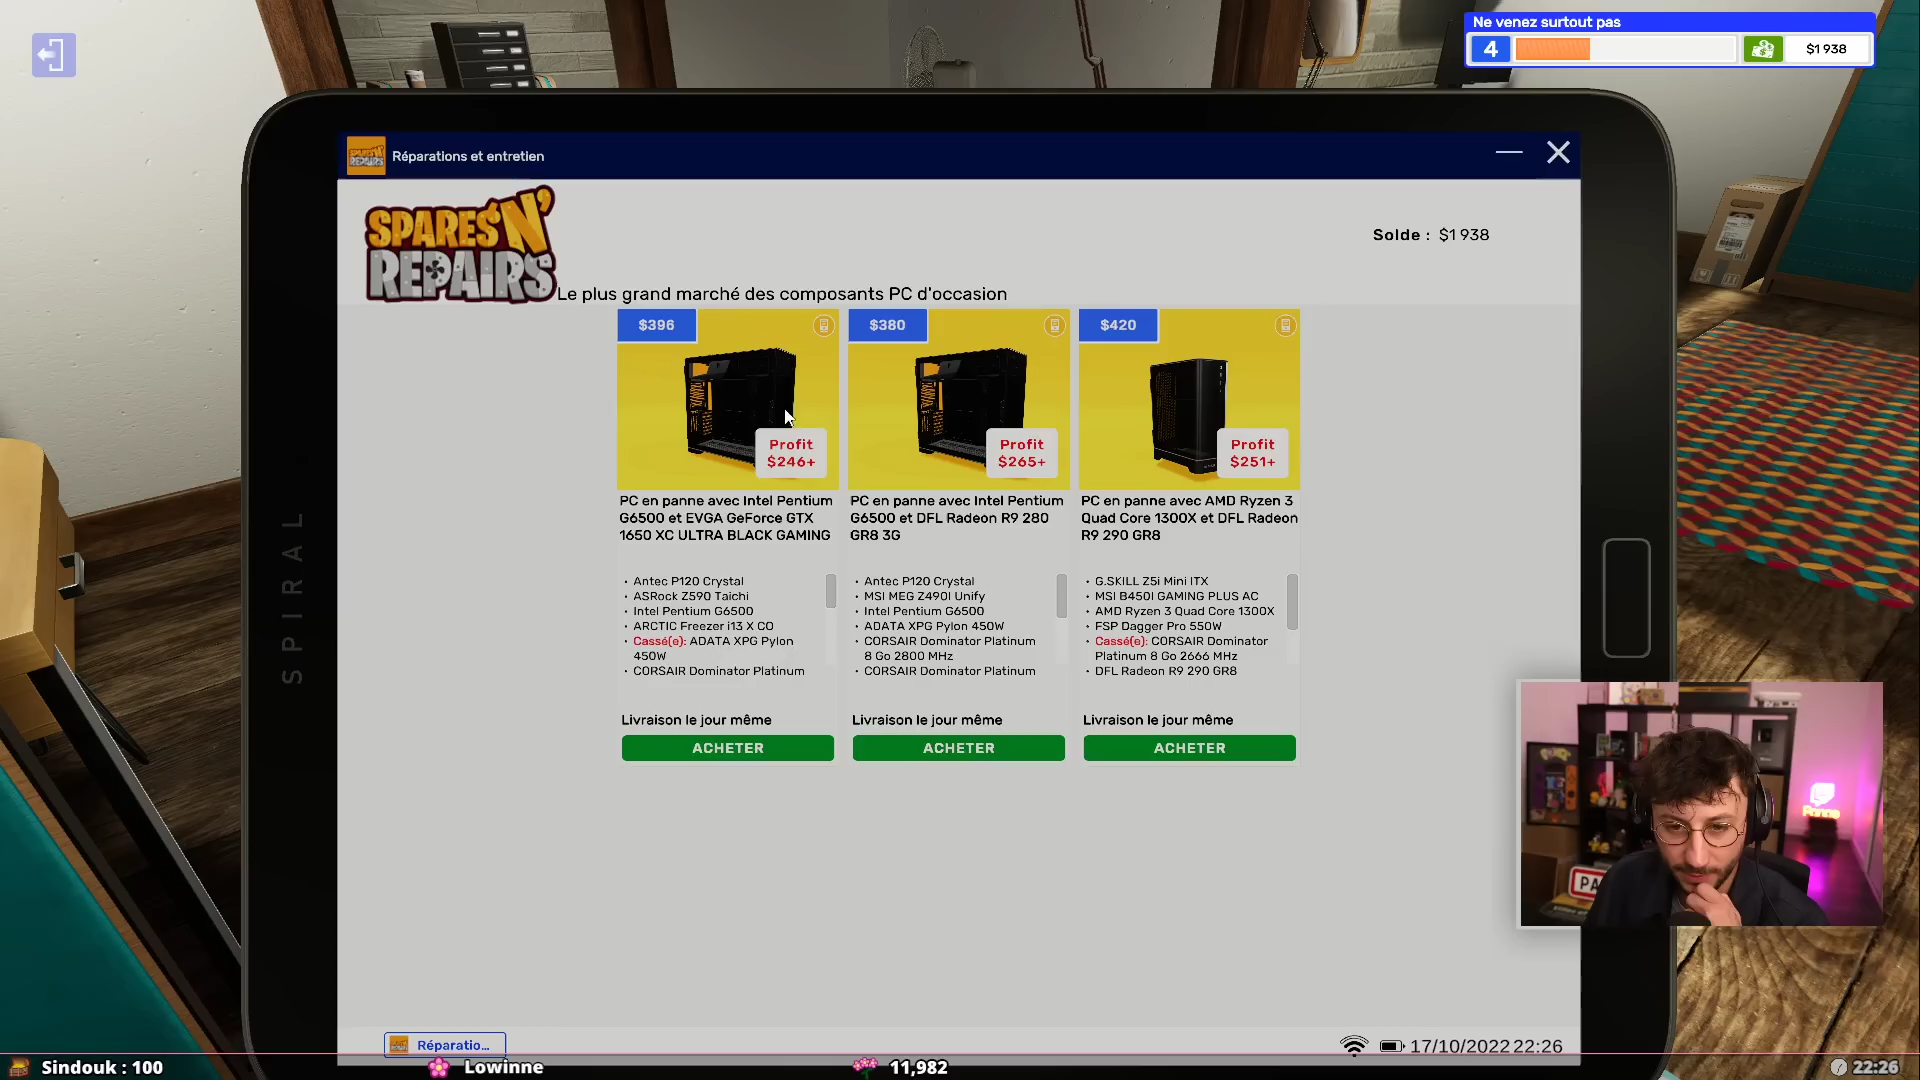 Ne venez surtout pas
4
$1 938
Réparations et entretien
SPARES N' REPAIRS
Solde : $1 938
Le plus grand marché des composants PC d'occasion
$396
Profit
$246+
PC en panne avec Intel Pentium
G6500 et EVGA GeForce GTX
1650 XC ULTRA BLACK GAMING
• Antec P120 Crystal
• ASRock Z590 Taichi
• Intel Pentium G6500
• ARCTIC Freezer i13 X CO
• Cassé(e): ADATA XPG Pylon
450W
• CORSAIR Dominator Platinum
Livraison le jour même
ACHETER
$380
Profit
$265+
PC en panne avec Intel Pentium
G6500 et DFL Radeon R9 280
GR8 3G
• Antec P120 Crystal
• MSI MEG Z490I Unify
• Intel Pentium G6500
• ADATA XPG Pylon 450W
• CORSAIR Dominator Platinum
8 Go 2800 MHz
• CORSAIR Dominator Platinum
Livraison le jour même
ACHETER
$420
Profit
$251+
PC en panne avec AMD Ryzen 3
Quad Core 1300X et DFL Radeon
R9 290 GR8
• G.SKILL Z5i Mini ITX
• MSI B450I GAMING PLUS AC
• AMD Ryzen 3 Quad Core 1300X
• FSP Dagger Pro 550W
• Cassé(e): CORSAIR Dominator
Platinum 8 Go 2666 MHz
• DFL Radeon R9 290 GR8
Livraison le jour même
ACHETER
SPIRAL
Réparatio...
17/10/2022 22:26
Sindouk : 100
Lowinne
11,982
22:26